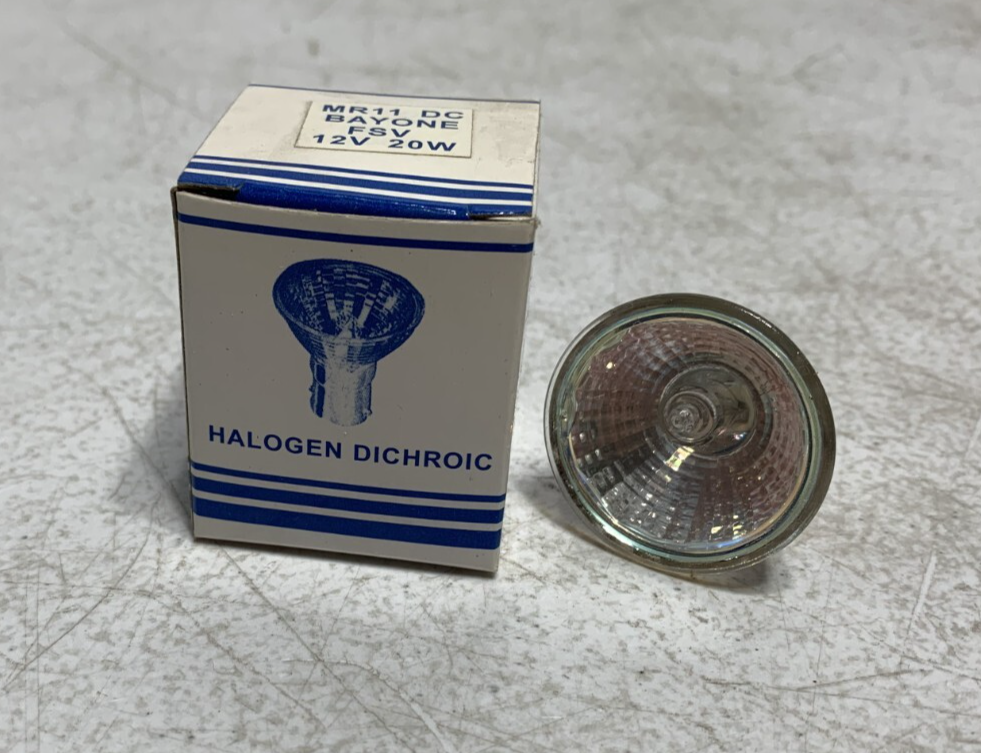 MR11 DC
BAYONE
FSV
12V 20W
HALOGEN DICHROIC